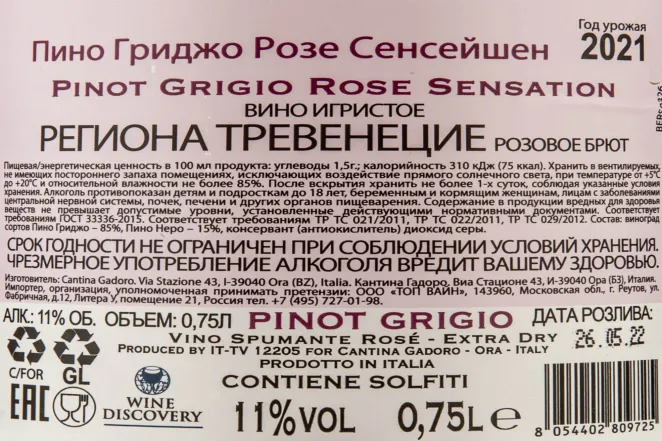 Год урожая
2021
Пино Гриджо Розе Сенсейшен
PINOT GRIGIO ROSE SENSATION
ВИНО ИГРИСТОЕ
РЕГИОНА ТРЕВЕНЕЦИЕ РОЗОВОЕ БРЮТ
Пищевая/энергетическая ценность в 100 мл продукта: углеводы 1,5г.; калорийность 310 кДж (75 ккал). Хранить в вентилируемых,
не имеющих постороннего запаха помещениях, исключающих воздействие прямого солнечного света, при температуре от +5°С
до +20°С и относительной влажности не более 85%. После вскрытия хранить не более 1-х суток, соблюдая указанные условия
хранения. Алкоголь противопоказан детям и подросткам до 18 лет, беременным и кормящим женщинам, лицам с заболеваниями
центральной нервной системы, почек, печени и других органов пищеварения. Содержание в продукции вредных для здоровья
веществ не превышает допустимые уровни, установленные действующими нормативными документами. Соответствует
требованиям ГОСТ 33336-2015. Соответствует требованиям ТР ТС 021/2011, ТР ТС 022/2011, ТР ТС 029/2012. Состав: виноград
сортов Пино Гриджо – 85%, Пино Неро – 15%, консервант (антиокислитель) диоксид серы.
СРОК ГОДНОСТИ НЕ ОГРАНИЧЕН ПРИ СОБЛЮДЕНИИ УСЛОВИЙ ХРАНЕНИЯ.
ЧРЕЗМЕРНОЕ УПОТРЕБЛЕНИЕ АЛКОГОЛЯ ВРЕДИТ ВАШЕМУ ЗДОРОВЬЮ.
Изготовитель: Cantina Gadoro. Via Stazione 43, I-39040 Ora (BZ), Italia. Кантина Гадоро, Виа Стационе 43, И-39040 Ора (БЗ), Италия.
Импортер, организация, уполномоченная принимать претензии: ООО «ТОП ВАЙН», 143960, Московская обл., г. Реутов, ул.
Фабричная, д.12, Литера У, помещение 21, Россия тел. +7 (495) 727-01-98.
АЛК: 11% ОБ. ОБЪЕМ: 0,75Л PINOT GRIGIO ДАТА РОЗЛИВА:
26.05.22
VINO SPUMANTE ROSÉ - EXTRA DRY
PRODUCED BY IT-TV 12205 FOR CANTINA GADORO - ORA - ITALY
PRODOTTO IN ITALIA
C/FOR GL
CONTIENE SOLFITI
EAC
WINE
DISCOVERY
11%VOL 0,75L e
8 054402 809725